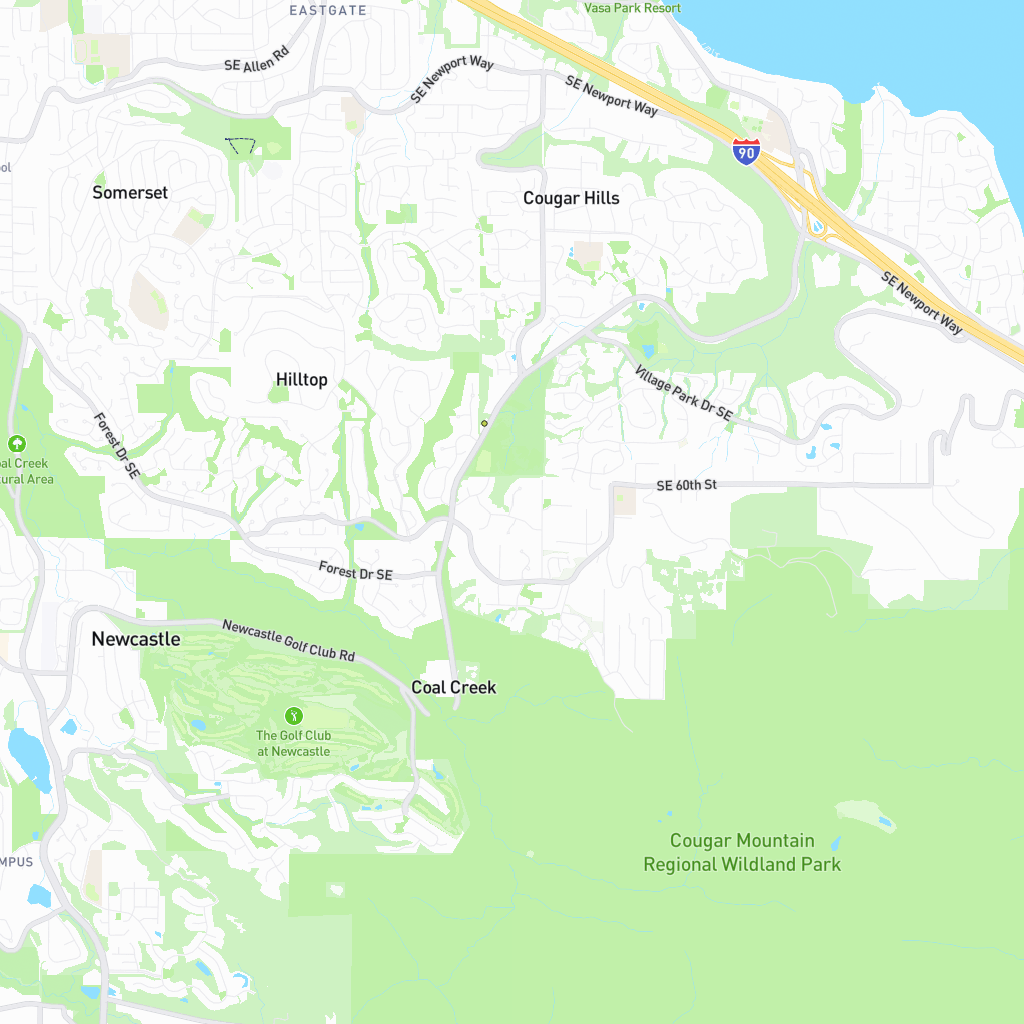 Vasa Park Resort
EASTGATE
SE Allen Rd
SE Newport Way
SE Newport Way
90
ool
Somerset
Cougar Hills
SE Newport Way
Hilltop
Village Park Dr SE
Forest Dr SE
al Creek
tural Area
SE 60th St
Forest Dr SE
Newcastle
Newcastle Golf Club Rd
Coal Creek
The Golf Club
at Newcastle
Cougar Mountain
Regional Wildland Park
MPUS